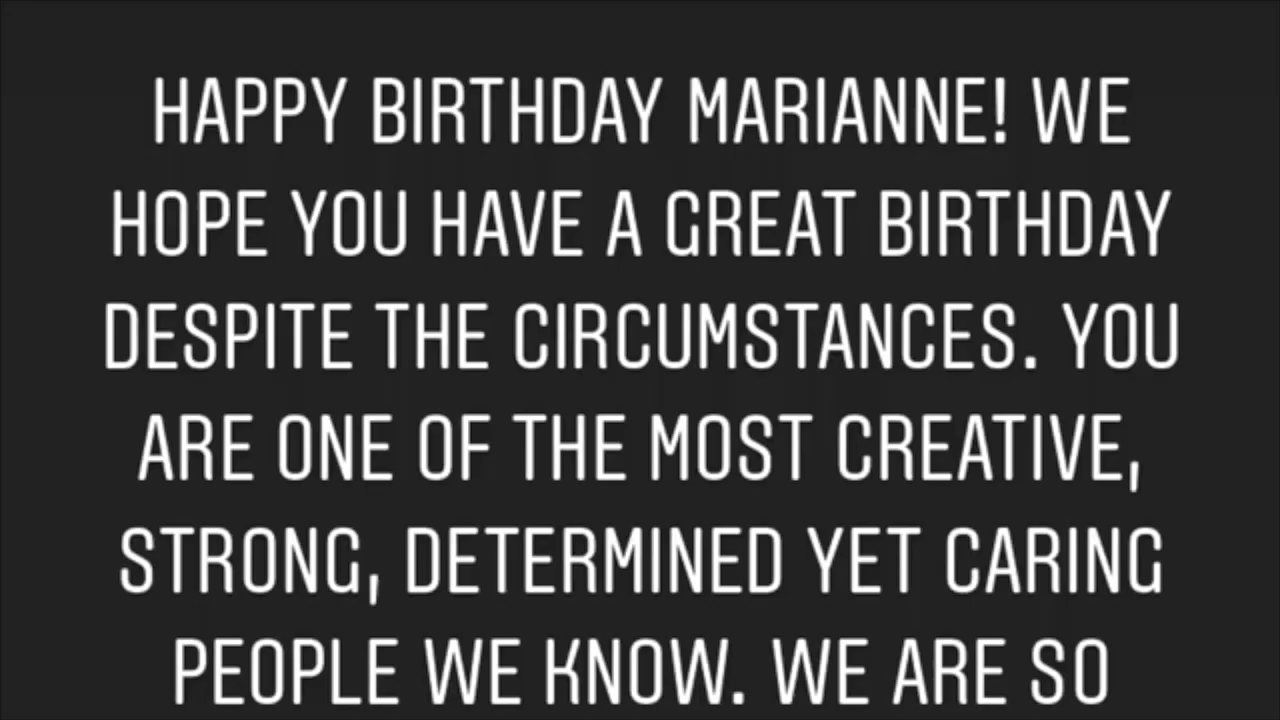 HAPPY BIRTHDAY MARIANNE! WE
HOPE YOU HAVE A GREAT BIRTHDAY
DESPITE THE CIRCUMSTANCES. YOU
ARE ONE OF THE MOST CREATIVE,
STRONG, DETERMINED YET CARING
PEOPLE WE KNOW. WE ARE SO